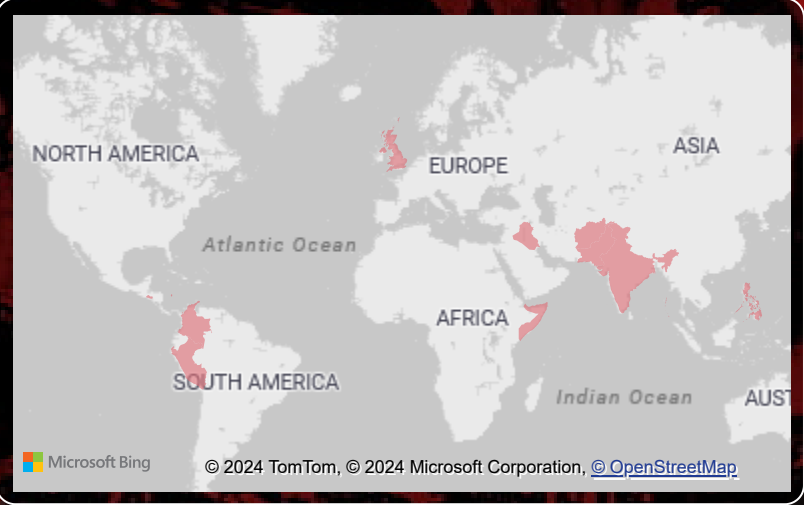 NORTH AMERICA
EUROPE
ASIA
Atlantic Ocean
AFRICA
SOUTH AMERICA
Indian Ocean
AUST
Microsoft Bing
© 2024 TomTom, © 2024 Microsoft Corporation, © OpenStreetMap